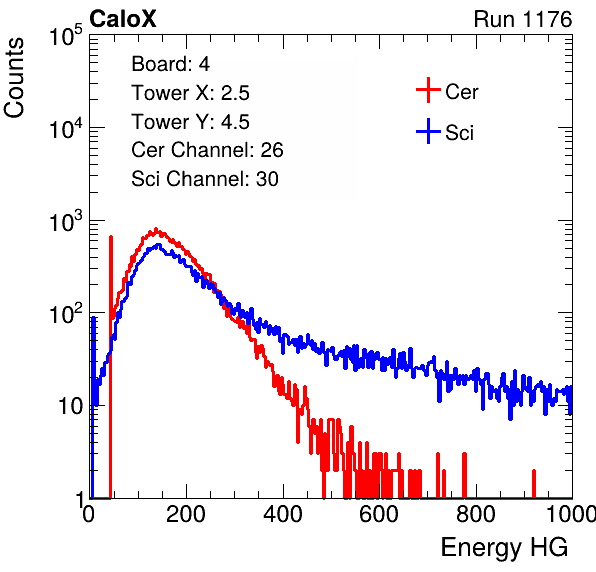 CaloX Run 1176
Counts
10^5
10^4
10^3
10^2
10
1
Board: 4
Tower X: 2.5
Tower Y: 4.5
Cer Channel: 26
Sci Channel: 30
Cer
Sci
0 200 400 600 800 1000
Energy HG